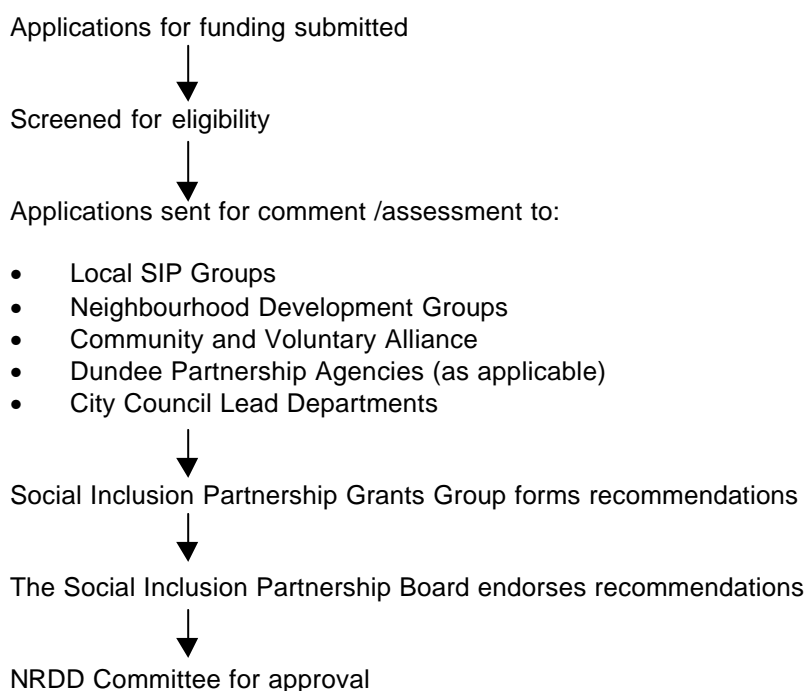 Applications for funding submitted
Screened for eligibility
Applications sent for comment /assessment to:
• Local SIP Groups
• Neighbourhood Development Groups
• Community and Voluntary Alliance
• Dundee Partnership Agencies (as applicable)
• City Council Lead Departments
Social Inclusion Partnership Grants Group forms recommendations
The Social Inclusion Partnership Board endorses recommendations
NRDD Committee for approval